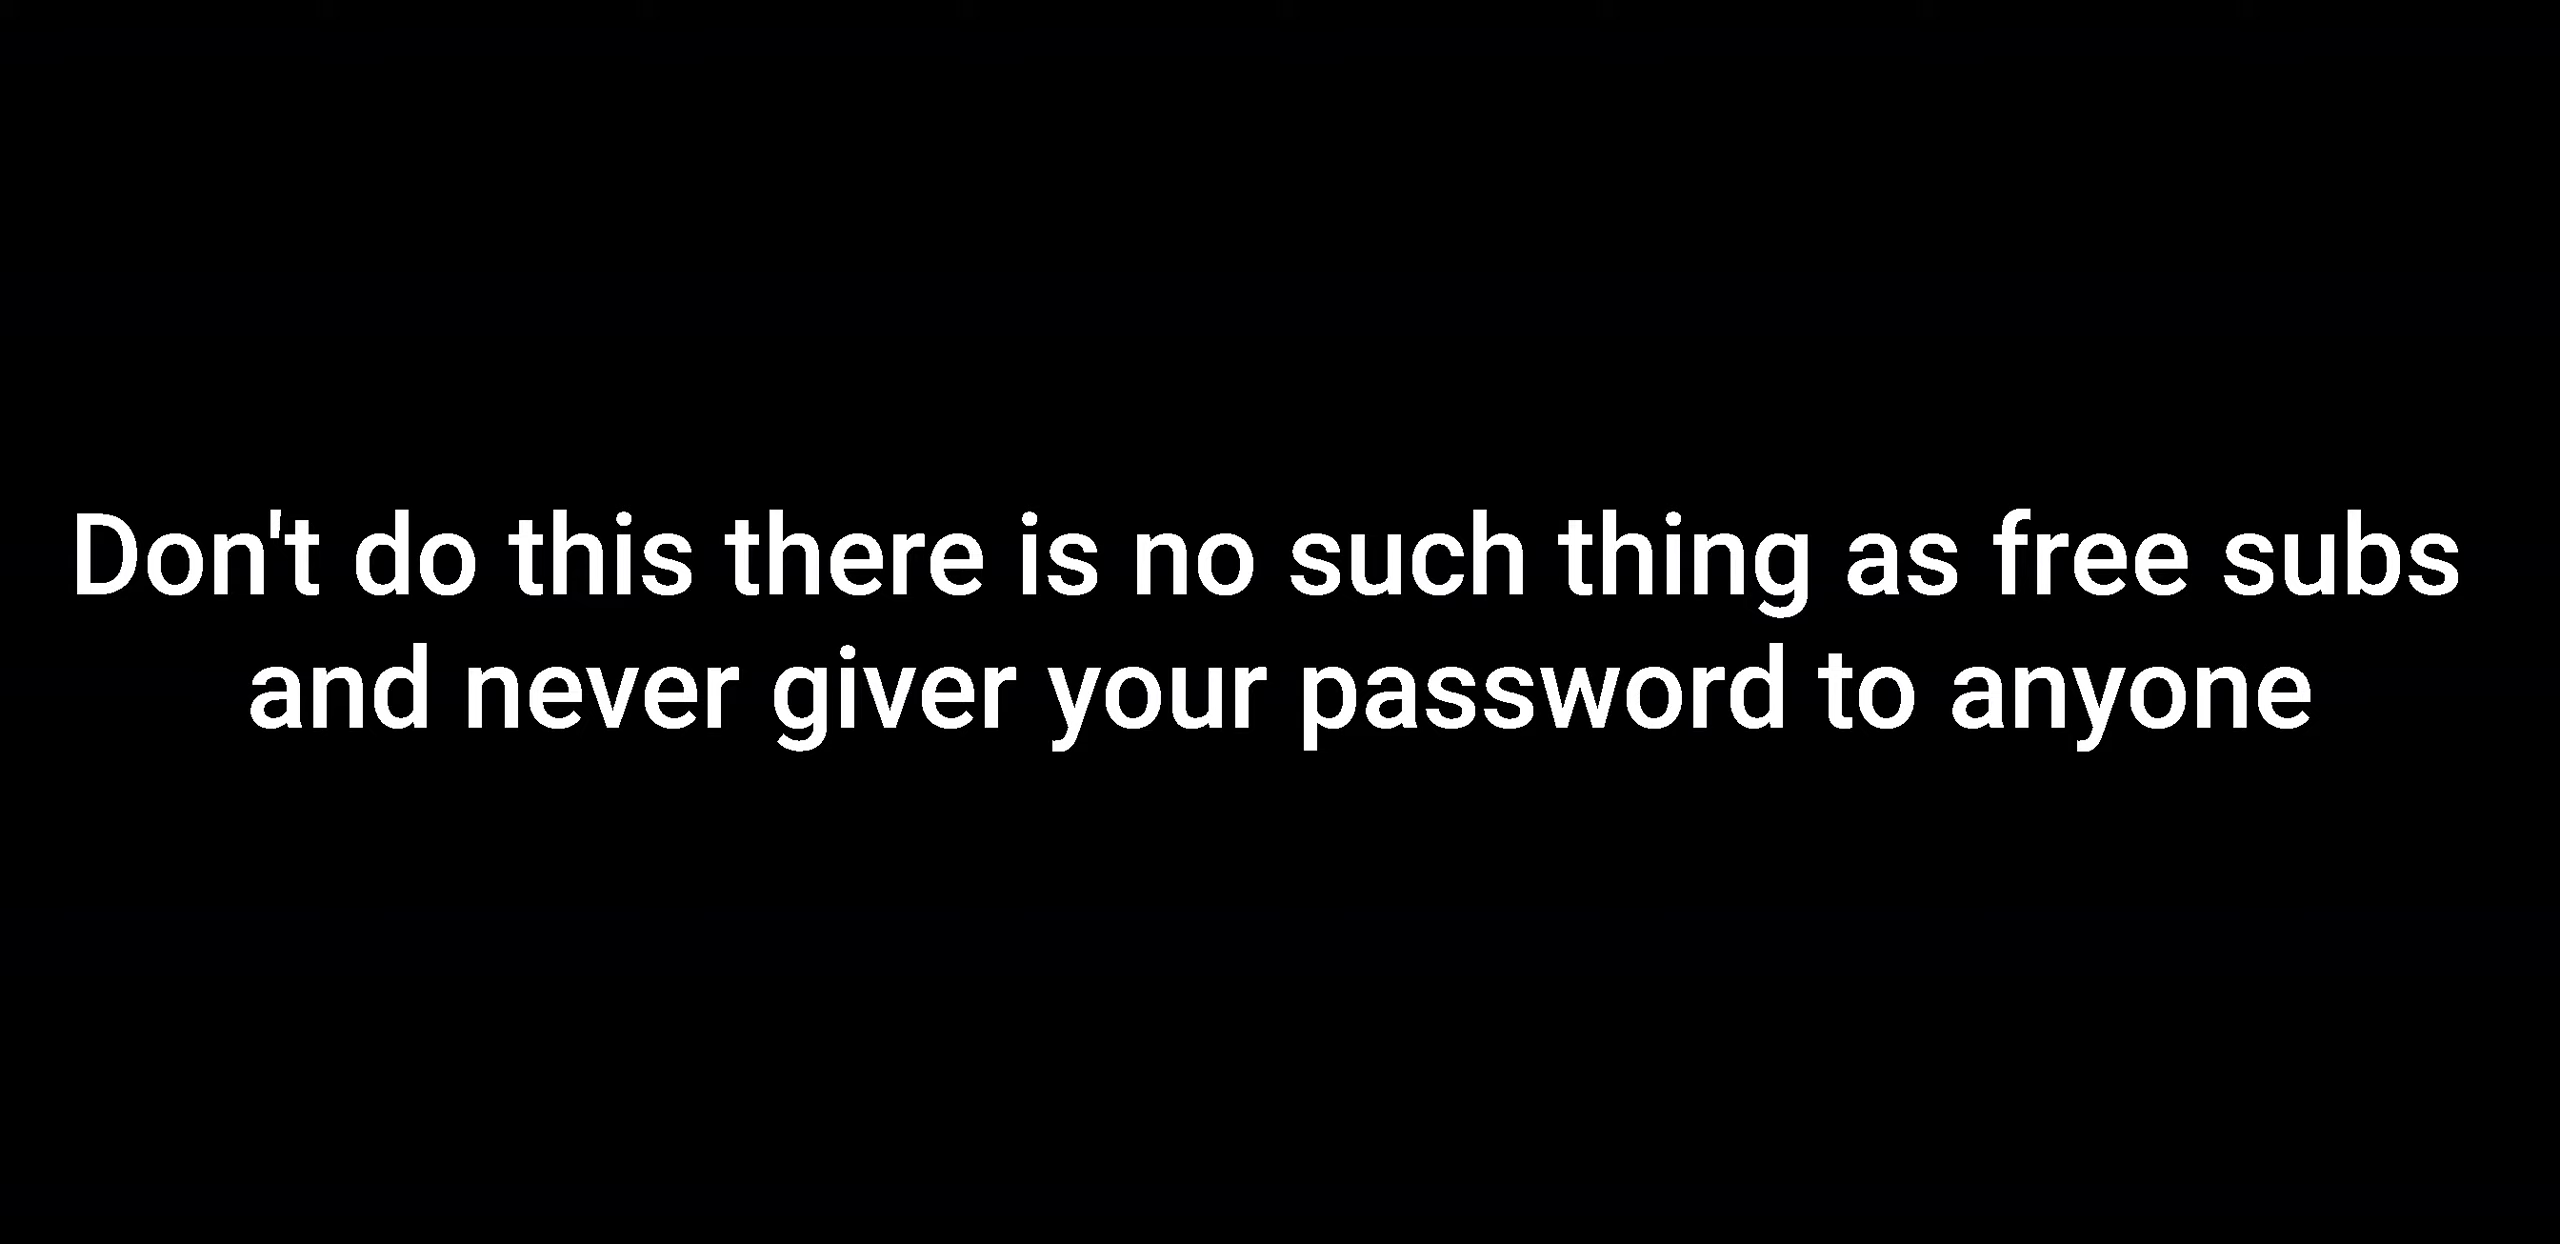 Don't do this there is no such thing as free subs
and never giver your password to anyone